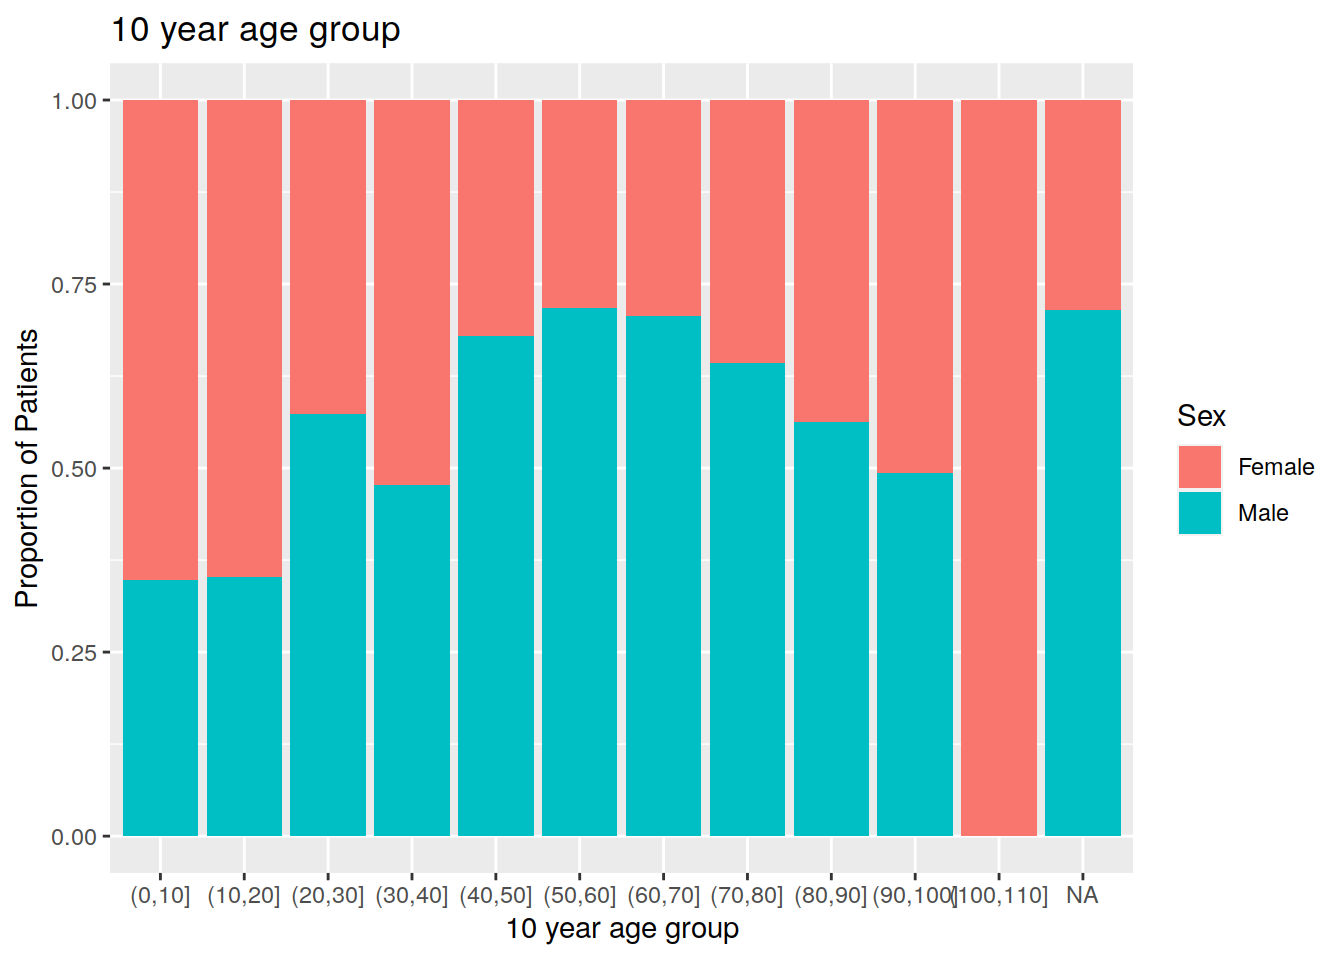 10 year age group
1.00
0.75
0.50
0.25
0.00
Proportion of Patients
(0,10] (10,20] (20,30] (30,40] (40,50] (50,60] (60,70] (70,80] (80,90] (90,100] (100,110] NA
10 year age group
Sex
Female
Male